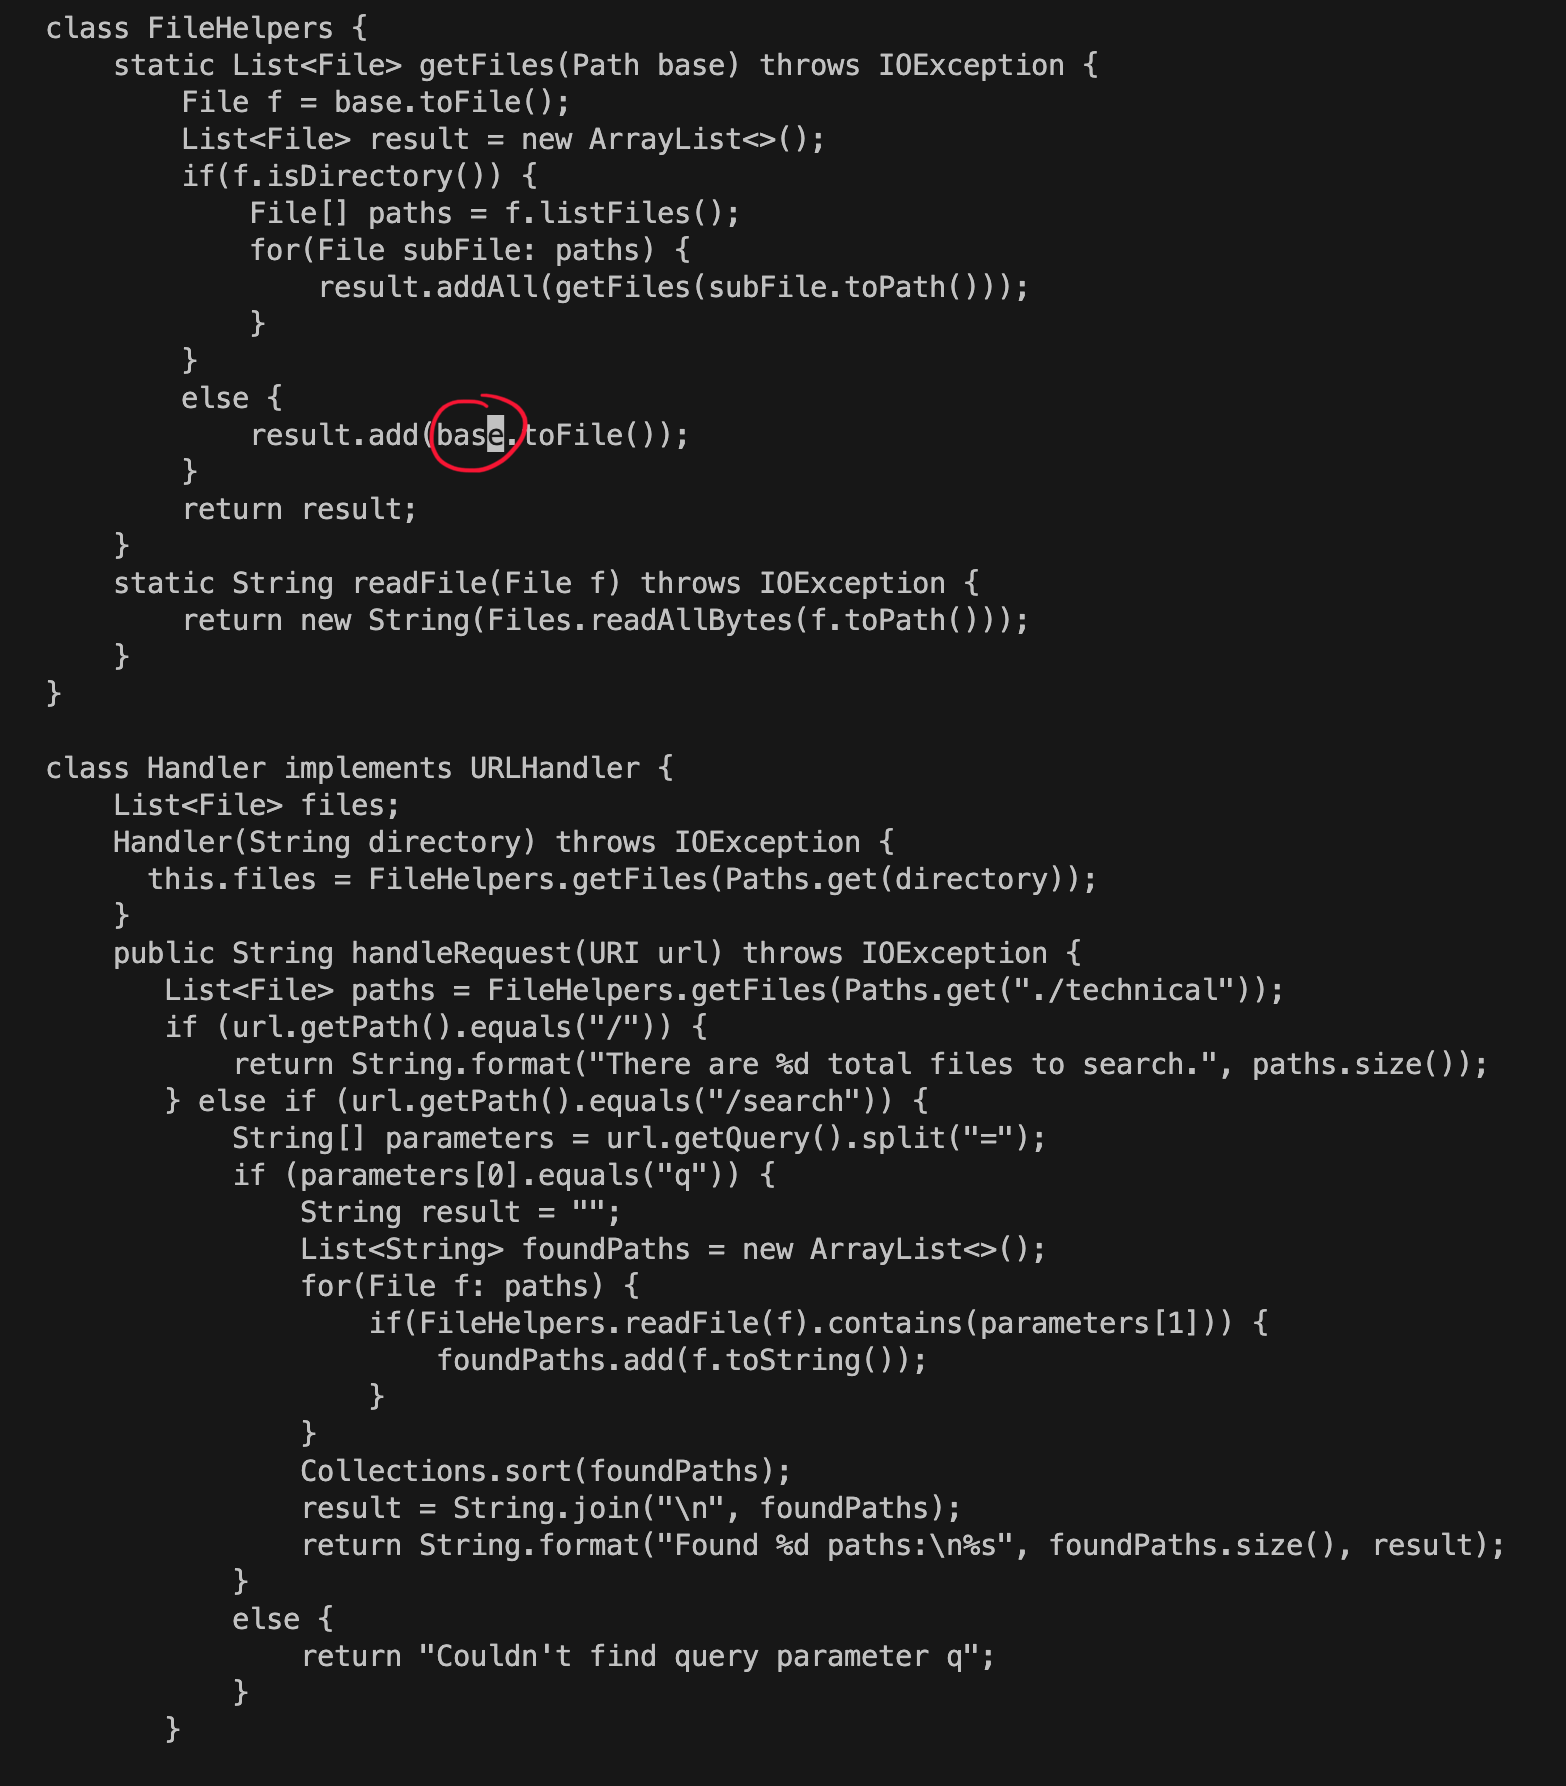 class FileHelpers {
    static List<File> getFiles(Path base) throws IOException {
        File f = base.toFile();
        List<File> result = new ArrayList<>();
        if(f.isDirectory()) {
            File[] paths = f.listFiles();
            for(File subFile: paths) {
                result.addAll(getFiles(subFile.toPath()));
            }
        }
        else {
            result.add(base.toFile());
        }
        return result;
    }
    static String readFile(File f) throws IOException {
        return new String(Files.readAllBytes(f.toPath()));
    }
}

class Handler implements URLHandler {
    List<File> files;
    Handler(String directory) throws IOException {
      this.files = FileHelpers.getFiles(Paths.get(directory));
    }
    public String handleRequest(URI url) throws IOException {
       List<File> paths = FileHelpers.getFiles(Paths.get("./technical"));
       if (url.getPath().equals("/")) {
           return String.format("There are %d total files to search.", paths.size());
       } else if (url.getPath().equals("/search")) {
           String[] parameters = url.getQuery().split("=");
           if (parameters[0].equals("q")) {
               String result = "";
               List<String> foundPaths = new ArrayList<>();
               for(File f: paths) {
                   if(FileHelpers.readFile(f).contains(parameters[1])) {
                       foundPaths.add(f.toString());
                   }
               }
               Collections.sort(foundPaths);
               result = String.join("\n", foundPaths);
               return String.format("Found %d paths:\n%s", foundPaths.size(), result);
           }
           else {
               return "Couldn't find query parameter q";
           }
       }